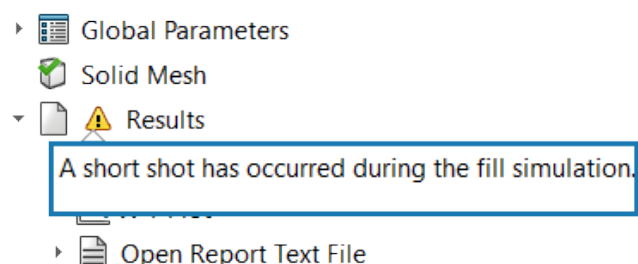 Global Parameters
Solid Mesh
Results
A short shot has occurred during the fill simulation.
Open Report Text File